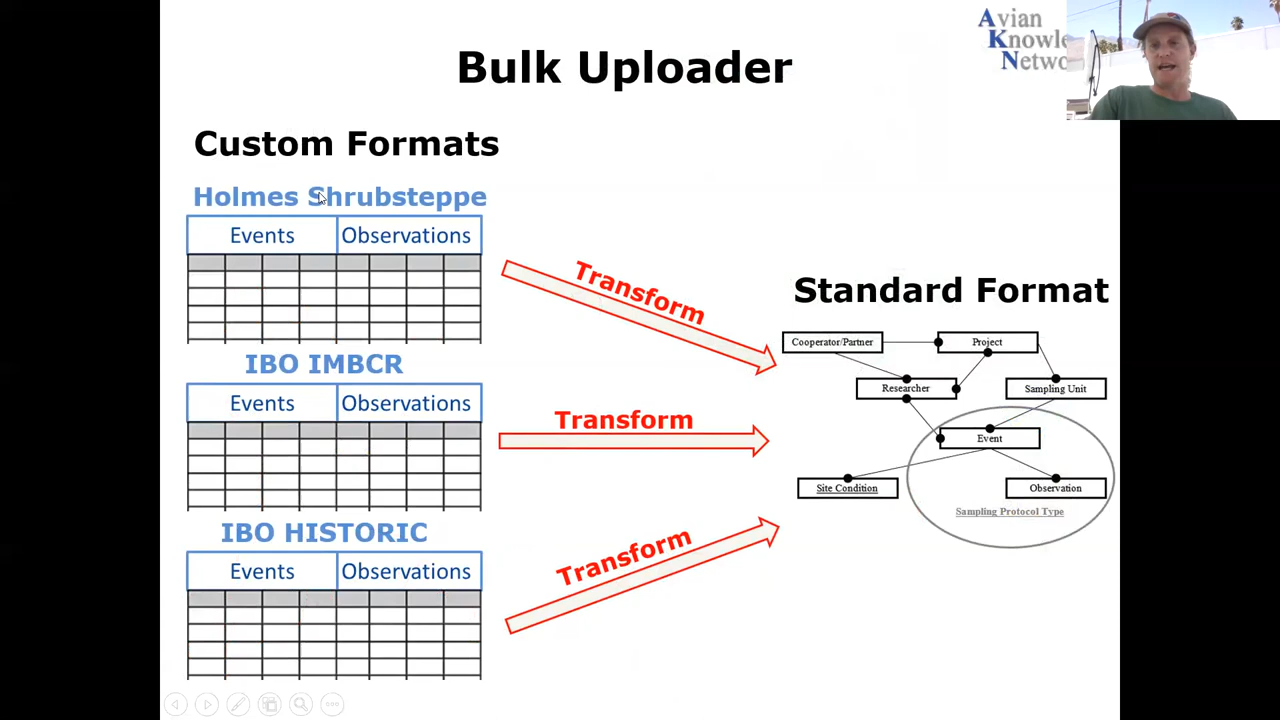 Bulk Uploader
Avian
Knowle
Netwo
Custom Formats
Holmes Shrubsteppe
Events Observations
Transform
IBO IMBCR
Events Observations
Transform
IBO HISTORIC
Events Observations
Transform
Standard Format
Cooperator/Partner
Project
Researcher
Sampling Unit
Event
Site Condition
Observation
Sampling Protocol Type